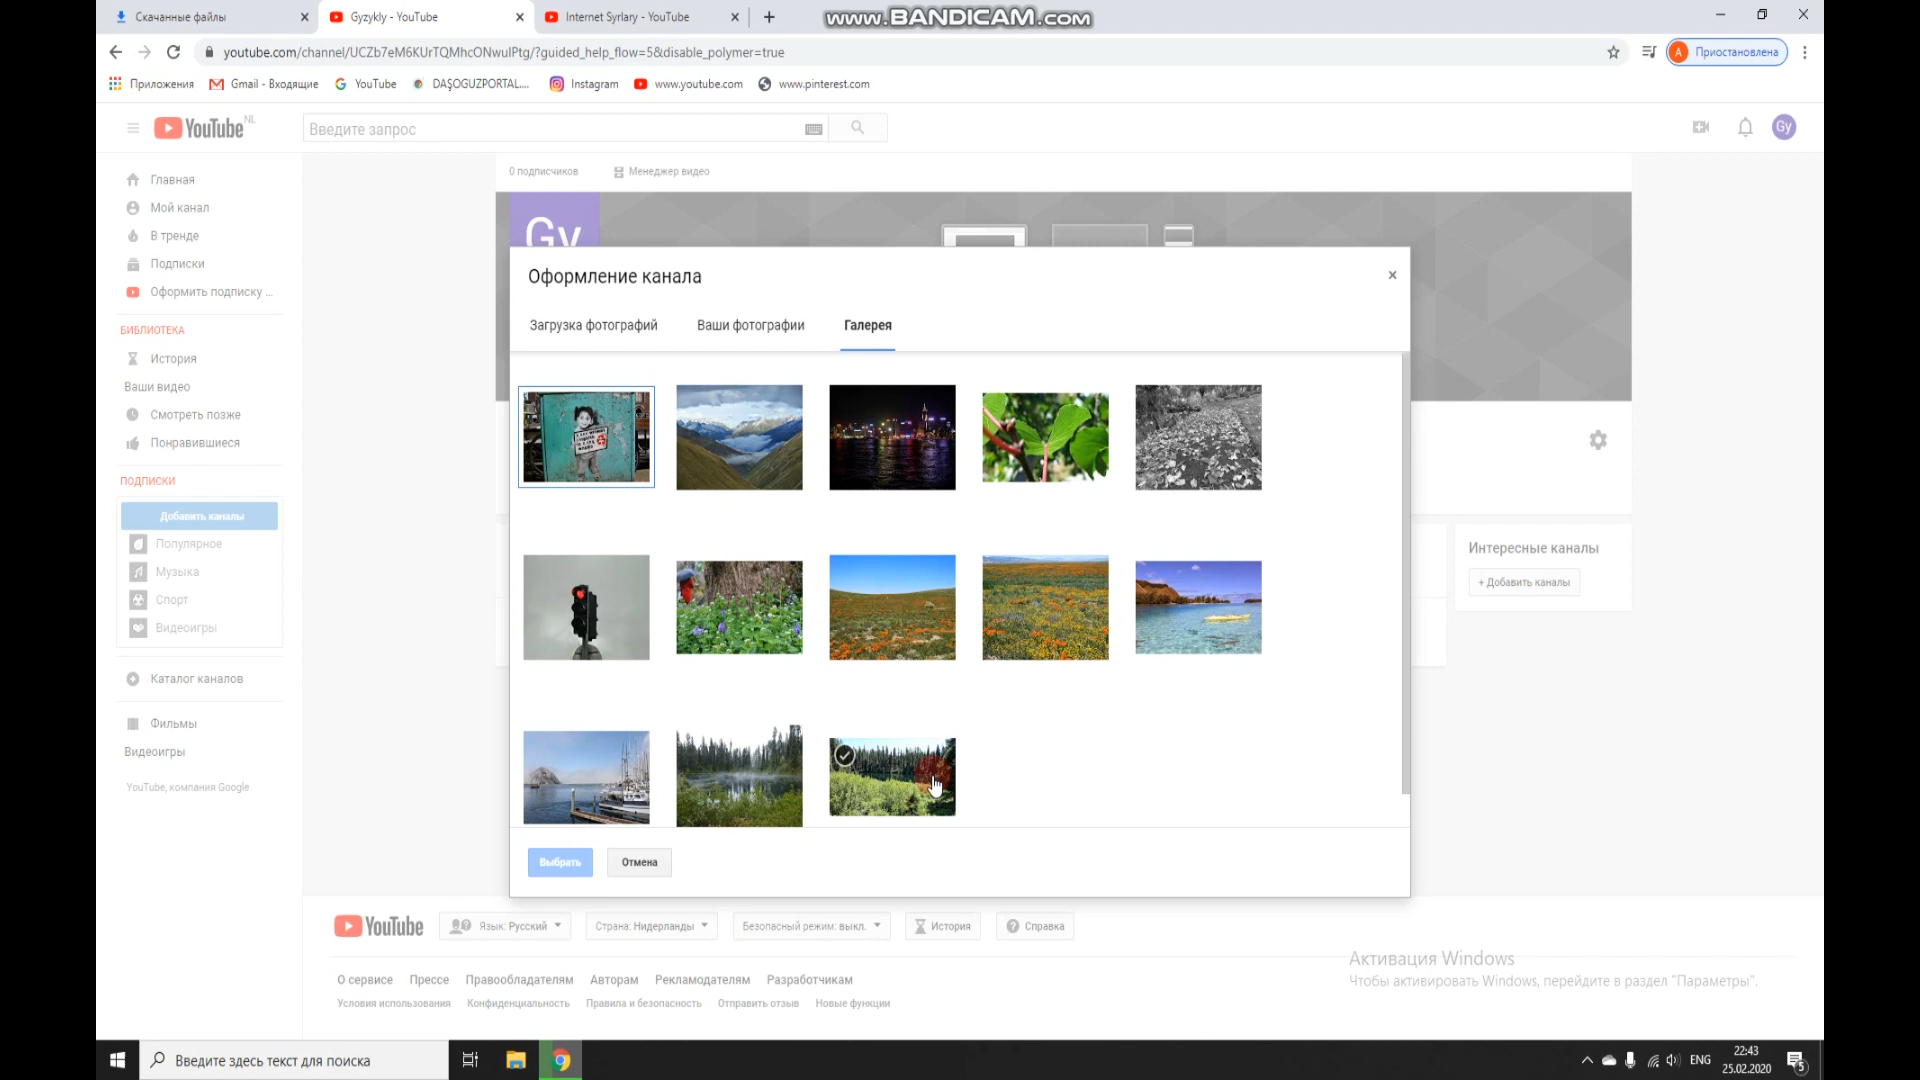 Скачанные файлы
Gyzykly - YouTube
Internet Syrlary - YouTube
www.BANDICAM.com
youtube.com/channel/UCZb7eM6KUrTQMhcONwulPtg/?guided_help_flow=5&disable_polymer=true
А
Приостановлена
Приложения
Gmail - Входящие
YouTube
DAŞOGUZPORTAL....
Instagram
www.youtube.com
www.pinterest.com
YouTube NL
Введите запрос
Gy
0 подписчиков
Менеджер видео
Gy
Главная
Мой канал
В тренде
Подписки
Оформить подписку ...
БИБЛИОТЕКА
История
Ваши видео
Смотреть позже
Понравившиеся
ПОДПИСКИ
Добавить каналы
Популярное
Музыка
Спорт
Видеоигры
Каталог каналов
Фильмы
Видеоигры
YouTube, компания Google
Оформление канала
Загрузка фотографий
Ваши фотографии
Галерея
Выбрать
Отмена
Интересные каналы
+ Добавить каналы
YouTube
Язык: Русский
Страна: Нидерланды
Безопасный режим: выкл.
История
Справка
О сервисе
Прессе
Правообладателям
Авторам
Рекламодателям
Разработчикам
Условия использования
Конфиденциальность
Правила и безопасность
Отправить отзыв
Новые функции
Активация Windows
Чтобы активировать Windows, перейдите в раздел "Параметры".
Введите здесь текст для поиска
ENG
22:43
25.02.2020
5